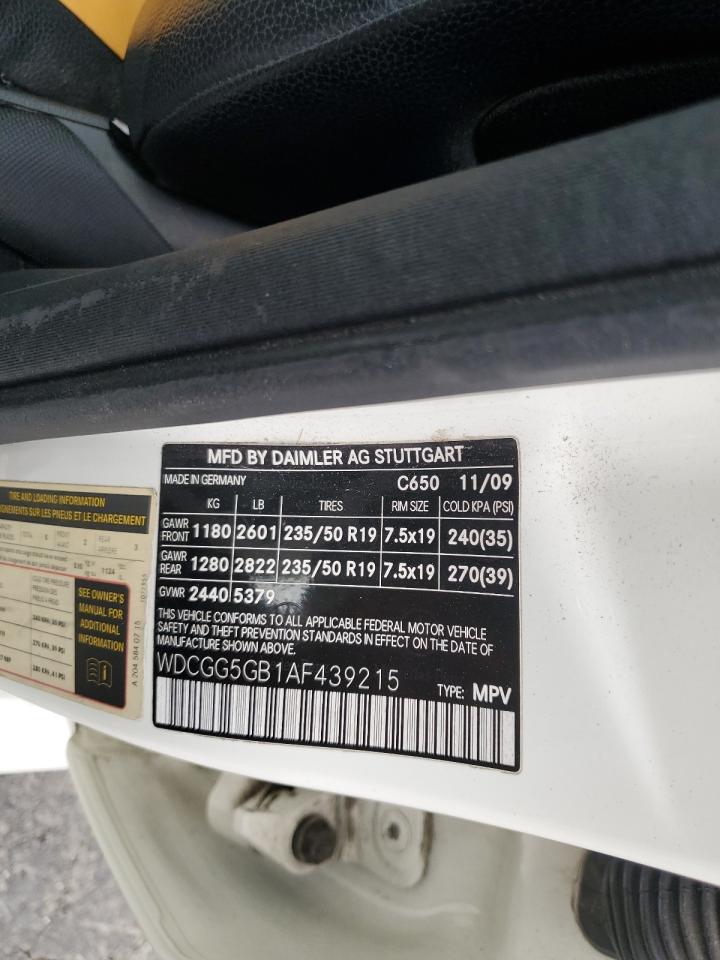 MFD BY DAIMLER AG STUTTGART
MADE IN GERMANY C650 11/09
KG LB TIRES RIM SIZE COLD KPA (PSI)
GAWR FRONT 1180 2601 235/50 R19 7.5x19 240(35)
GAWR REAR 1280 2822 235/50 R19 7.5x19 270(39)
GVWR 2440 5379
THIS VEHICLE CONFORMS TO ALL APPLICABLE FEDERAL MOTOR VEHICLE
SAFETY AND THEFT PREVENTION STANDARDS IN EFFECT ON THE DATE OF
MANUFACTURE SHOWN ABOVE.
WDCGG5GB1AF439215
TYPE: MPV
TIRE AND LOADING INFORMATION
SUR LES PNEUS ET LE CHARGEMENT
SEE OWNER'S
MANUAL FOR
ADDITIONAL
INFORMATION
A 204 584 02 15